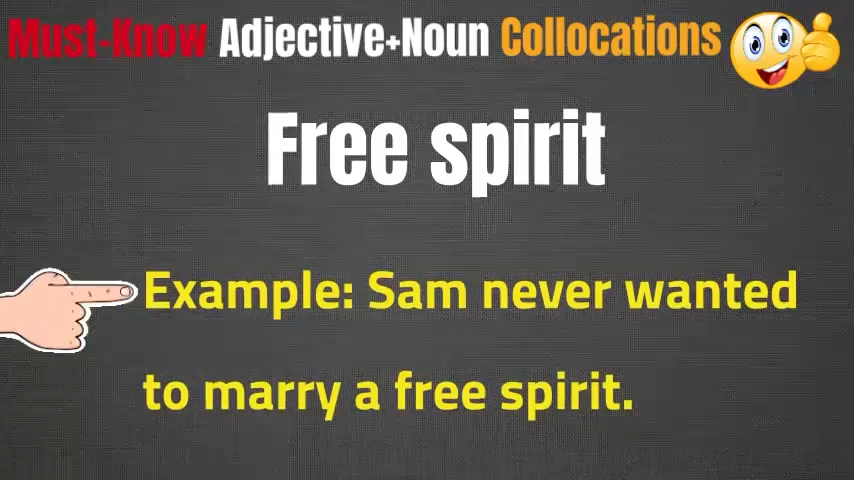 Must-Know Adjective+Noun Collocations
Free spirit
Example: Sam never wanted
to marry a free spirit.